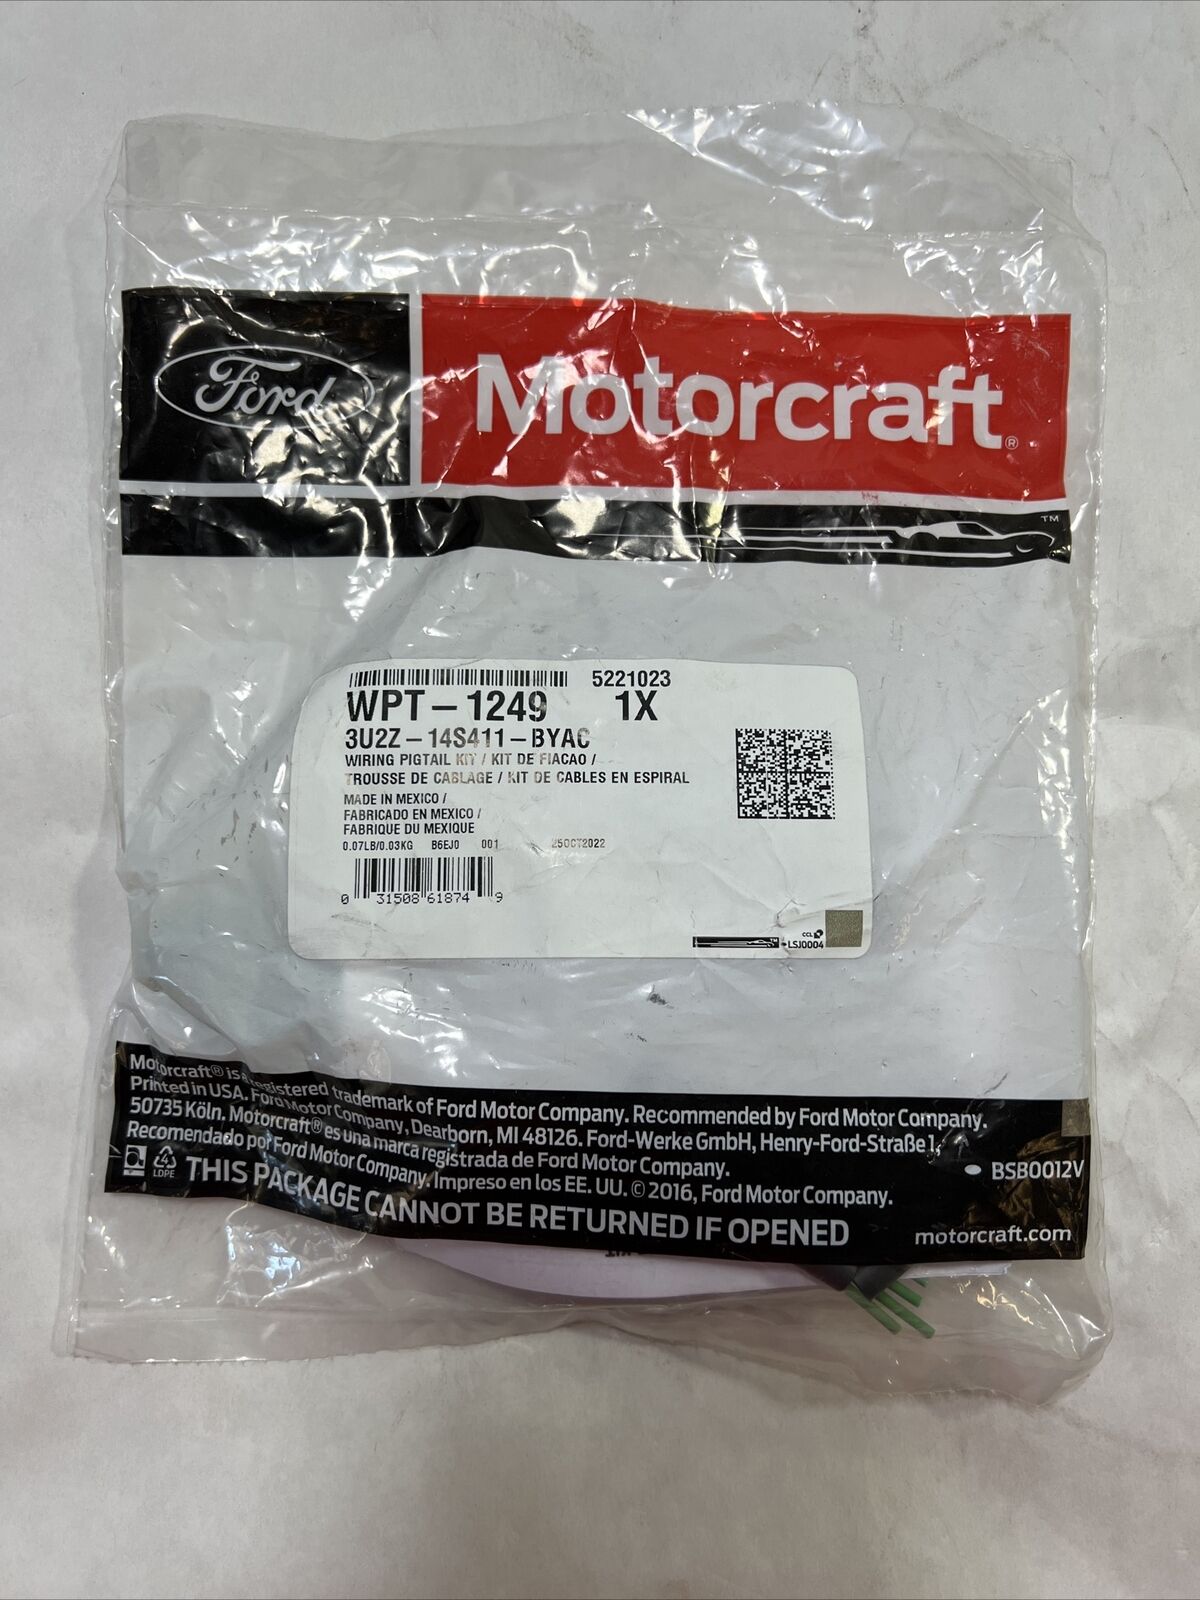 Ford
Motorcraft®
™
5221023
WPT-1249 1X
3U2Z-14S411-BYAC
WIRING PIGTAIL KIT / KIT DE FIACAO /
TROUSSE DE CABLAGE / KIT DE CABLES EN ESPIRAL
MADE IN MEXICO /
FABRICADO EN MEXICO /
FABRIQUE DU MEXIQUE
0.07LB/0.03KG B6EJ0 001 25OCT2022
0 31508 61874 9
™
CCL
LSJ0004
Motorcraft® is a registered trademark of Ford Motor Company. Recommended by Ford Motor Company.
Printed in USA. Ford Motor Company, Dearborn, MI 48126. Ford-Werke GmbH, Henry-Ford-Straße 1,
50735 Köln. Motorcraft® es una marca registrada de Ford Motor Company.
Recomendado por Ford Motor Company. Impreso en los EE. UU. © 2016, Ford Motor Company.
BSB0012V
LDPE
THIS PACKAGE CANNOT BE RETURNED IF OPENED
motorcraft.com